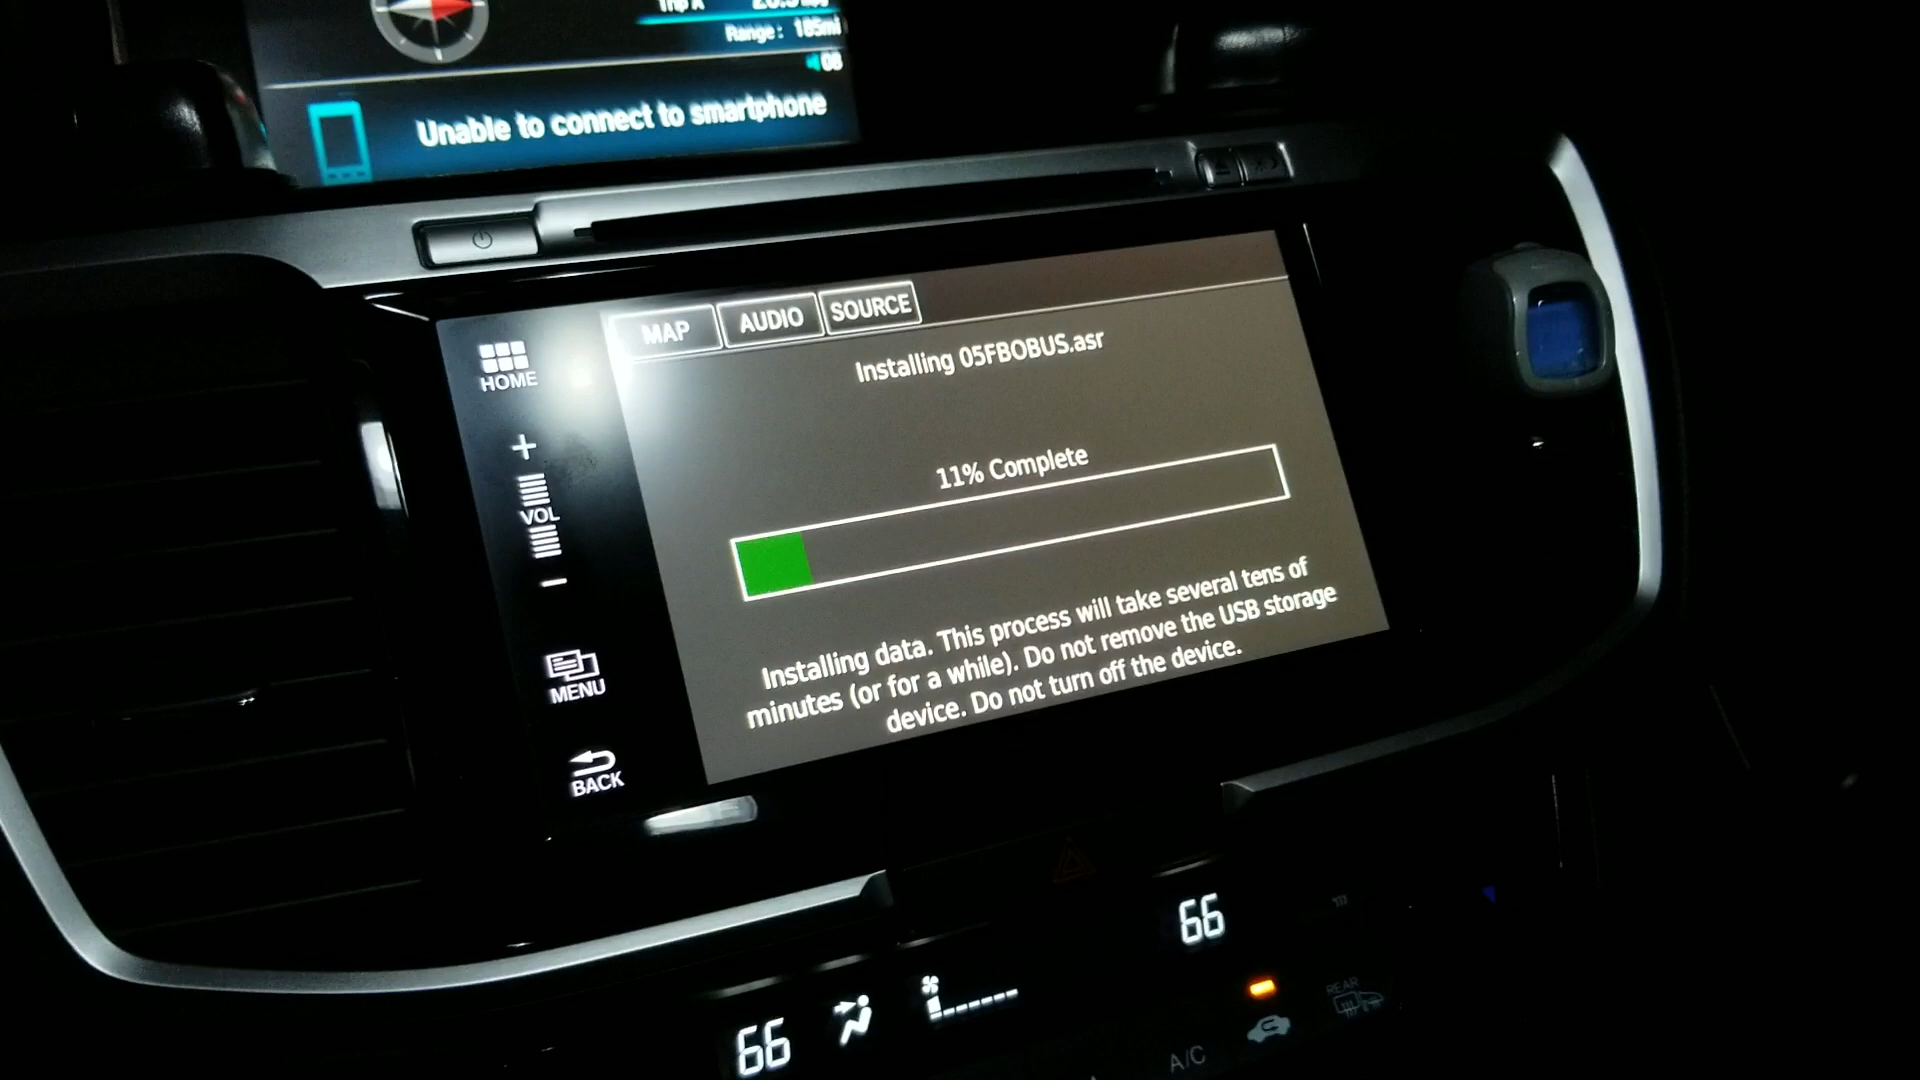 Trip A
Range: 185mi
08
Unable to connect to smartphone
MAP
AUDIO
SOURCE
HOME
Installing 05FBOBUS.asr
+
VOL
-
11% Complete
Installing data. This process will take several tens of
minutes (or for a while). Do not remove the USB storage
device. Do not turn off the device.
MENU
BACK
66
66
REAR
A/C